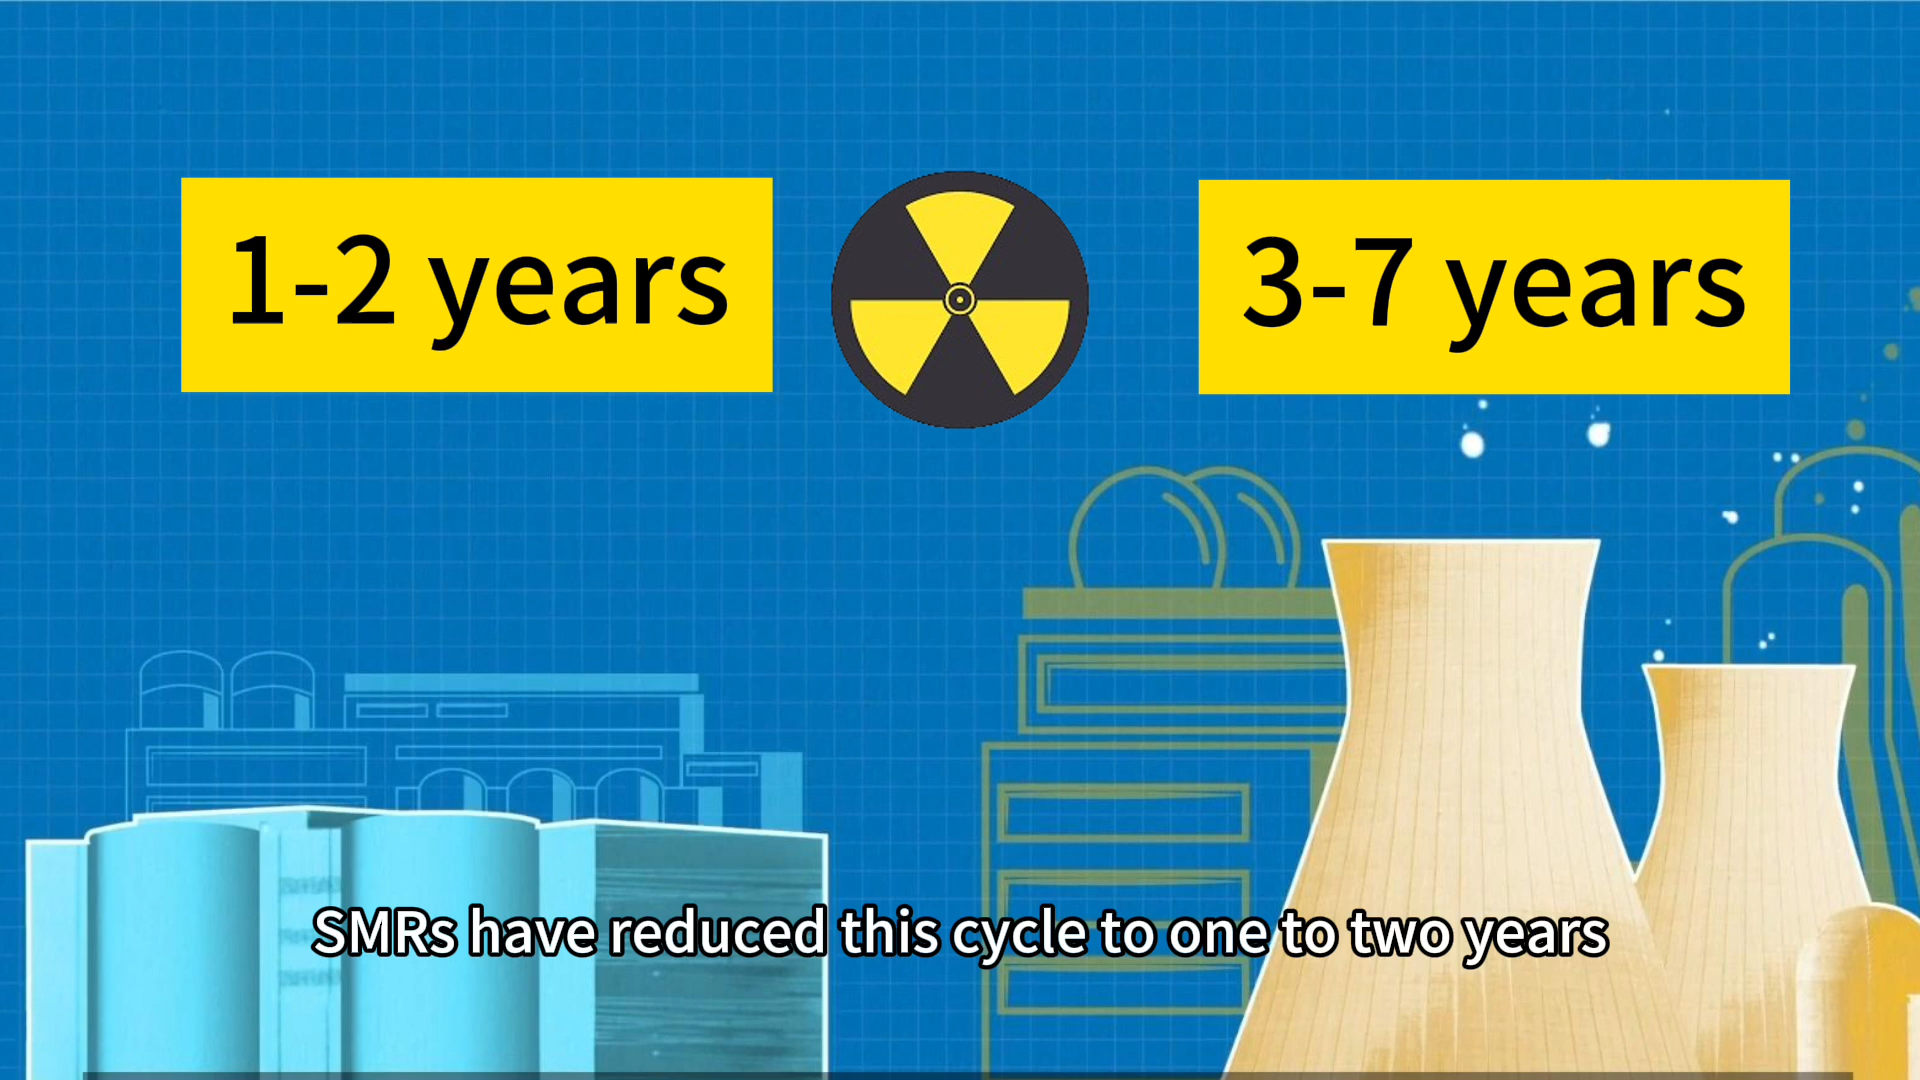 1-2 years
3-7 years
SMRs have reduced this cycle to one to two years